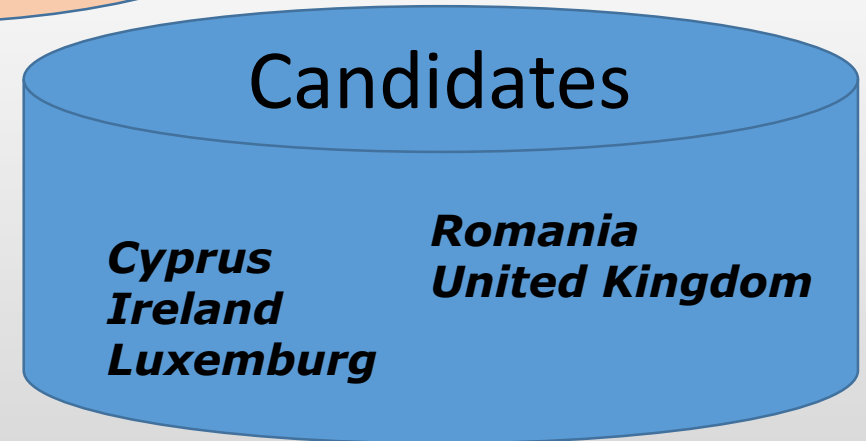 Candidates
Cyprus
Ireland
Luxemburg
Romania
United Kingdom